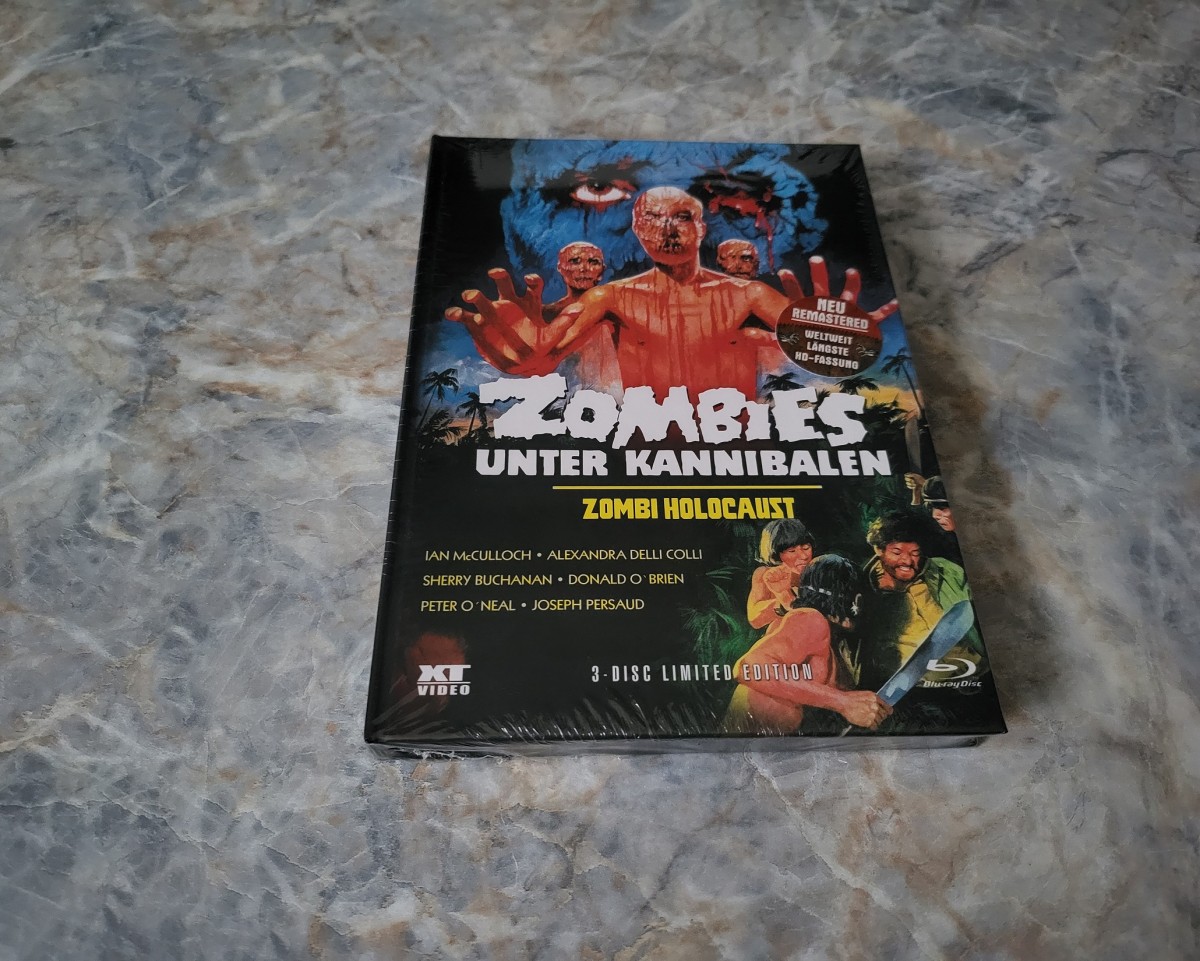 NEU
REMASTERED
WELTWEIT
LÄNGSTE
HD-FASSUNG
ZOMBIES
UNTER KANNIBALEN
ZOMBI HOLOCAUST
IAN McCULLOCH • ALEXANDRA DELLI COLLI
SHERRY BUCHANAN • DONALD O`BRIEN
PETER O´NEAL • JOSEPH PERSAUD
XT
VIDEO
3-DISC LIMITED EDITION
Blu-ray Disc